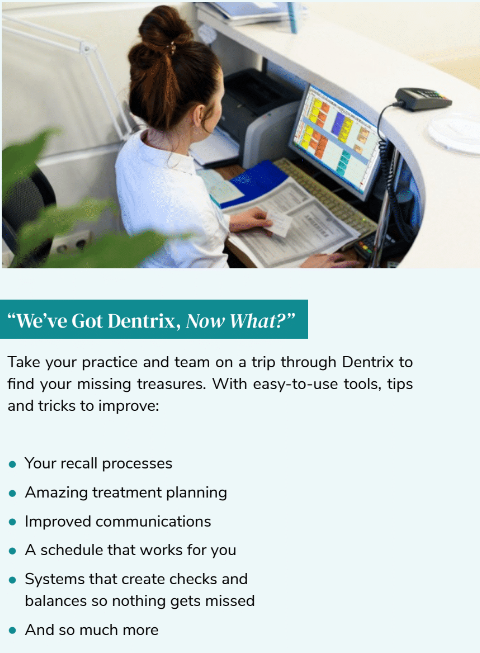 “We’ve Got Dentrix, Now What?”
Take your practice and team on a trip through Dentrix to
find your missing treasures. With easy-to-use tools, tips
and tricks to improve:
Your recall processes
Amazing treatment planning
Improved communications
A schedule that works for you
Systems that create checks and
balances so nothing gets missed
And so much more